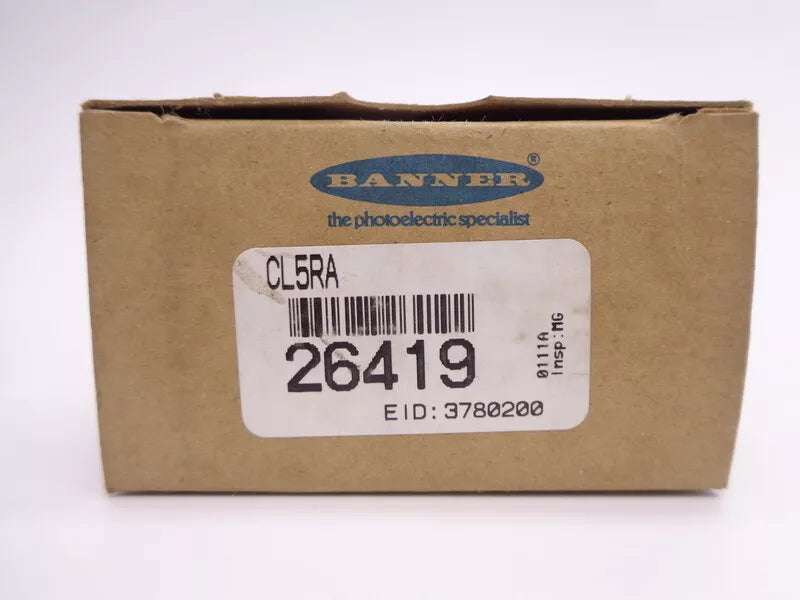 BANNER®
the photoelectric specialist
CL5RA
26419
EID: 3780200
0111A
Insp:MG